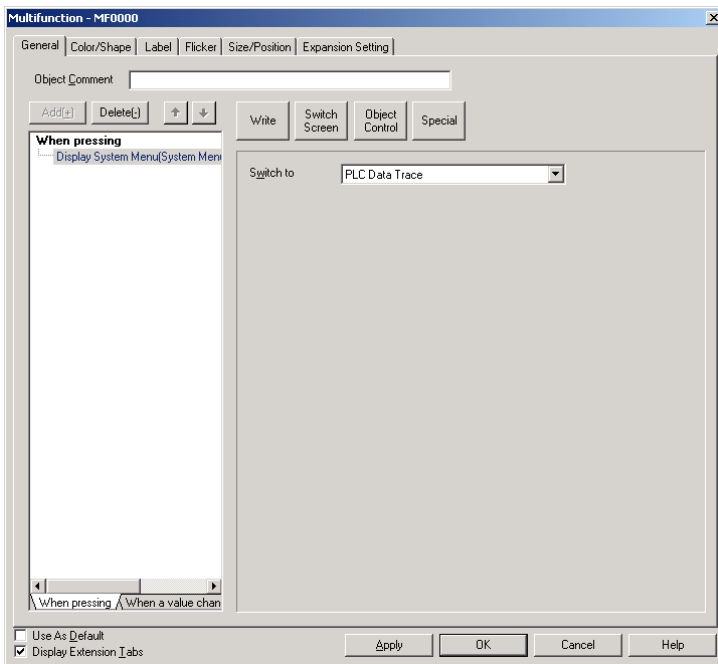 Multifunction - MF0000
General Color/Shape Label Flicker Size/Position Expansion Setting
Object Comment
Add(+) Delete(-)
Write Switch Screen Object Control Special
When pressing
Display System Menu(System Menu
Switch to PLC Data Trace
When pressing When a value chan
Use As Default
Display Extension Tabs
Apply OK Cancel Help